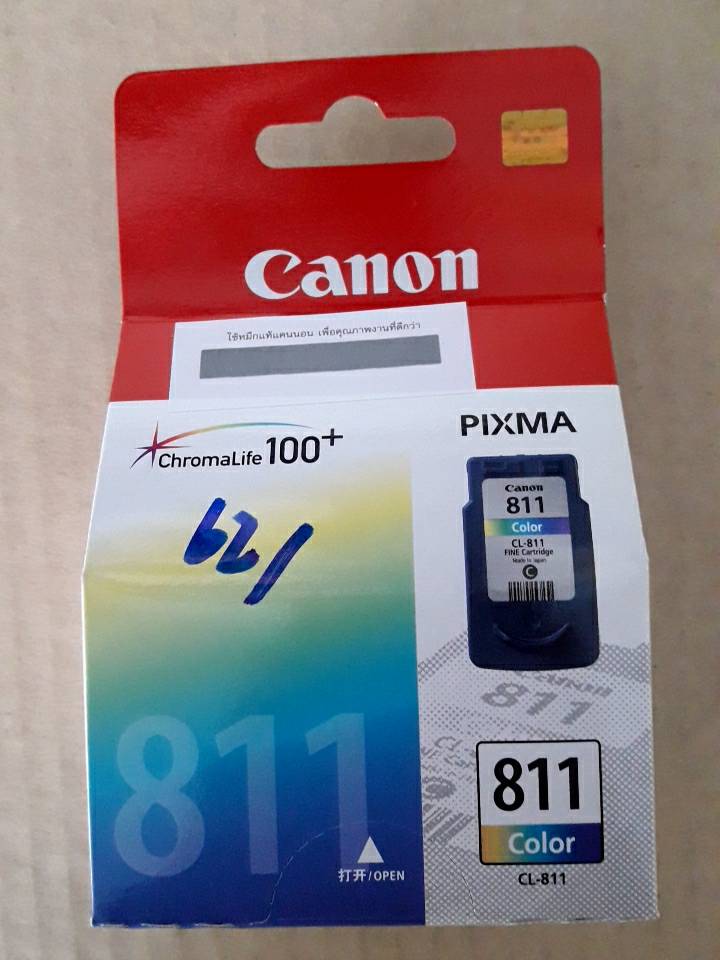 Canon
ใช้หมึกแท้แคนนอน เพื่อคุณภาพงานที่ดีกว่า
ChromaLife 100+
PIXMA
62/
Canon
811
Color
CL-811
FINE Cartridge
Made in Japan
C
Canon
811
811
811
Color
打开/OPEN
CL-811